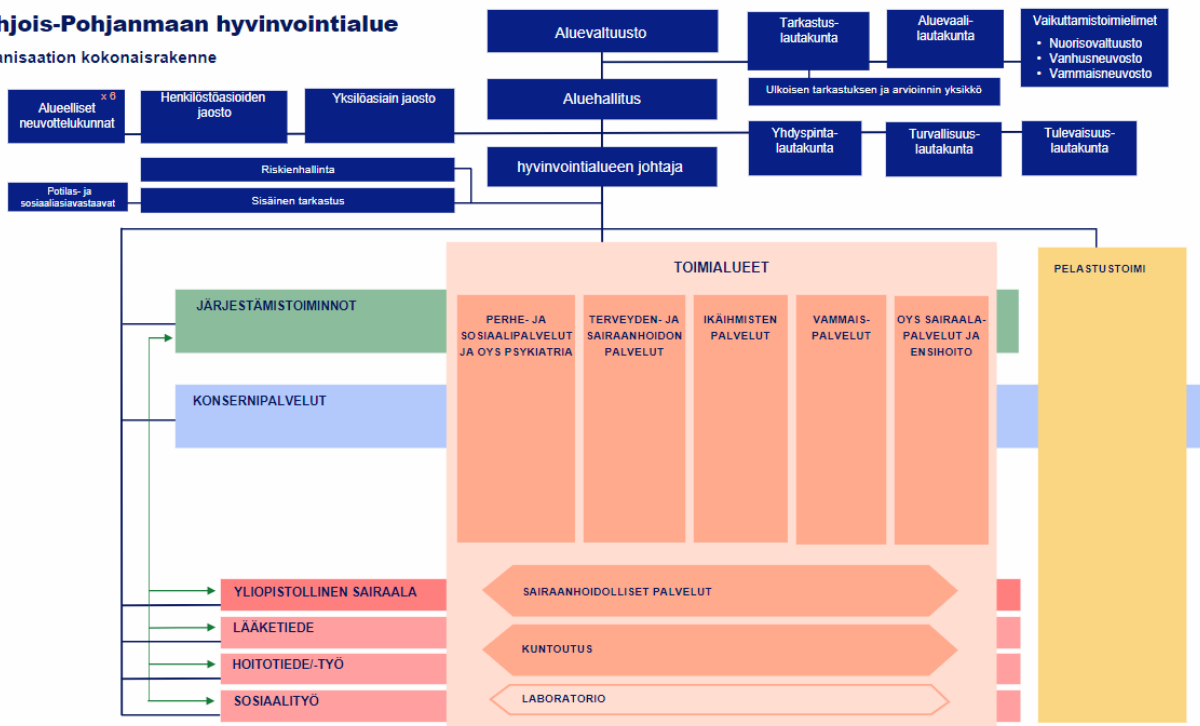 hjois-Pohjanmaan hyvinvointialue
anisaation kokonaisrakenne
Aluevaltuusto
Tarkastus-
lautakunta
Aluevaali-
lautakunta
Vaikuttamistoimielimet
• Nuorisovaltuusto
• Vanhusneuvosto
• Vammaisneuvosto
Ulkoisen tarkastuksen ja arvioinnin yksikkö
x 6
Alueelliset
neuvottelukunnat
Henkilöstöasioiden
jaosto
Yksilöasiain jaosto
Aluehallitus
Yhdyspinta-
lautakunta
Turvallisuus-
lautakunta
Tulevaisuus-
lautakunta
hyvinvointialueen johtaja
Riskienhallinta
Potilas- ja
sosiaaliasiavastaavat
Sisäinen tarkastus
TOIMIALUEET
PELASTUSTOIMI
JÄRJESTÄMISTOIMINNOT
PERHE- JA
SOSIAALIPALVELUT
JA OYS PSYKIATRIA
TERVEYDEN- JA
SAIRAANHOIDON
PALVELUT
IKÄIHMISTEN
PALVELUT
VAMMAIS-
PALVELUT
OYS SAIRAALA-
PALVELUT JA
ENSIHOITO
KONSERNIPALVELUT
YLIOPISTOLLINEN SAIRAALA
SAIRAANHOIDOLLISET PALVELUT
LÄÄKETIEDE
KUNTOUTUS
HOITOTIEDE/-TYÖ
SOSIAALITYÖ
LABORATORIO